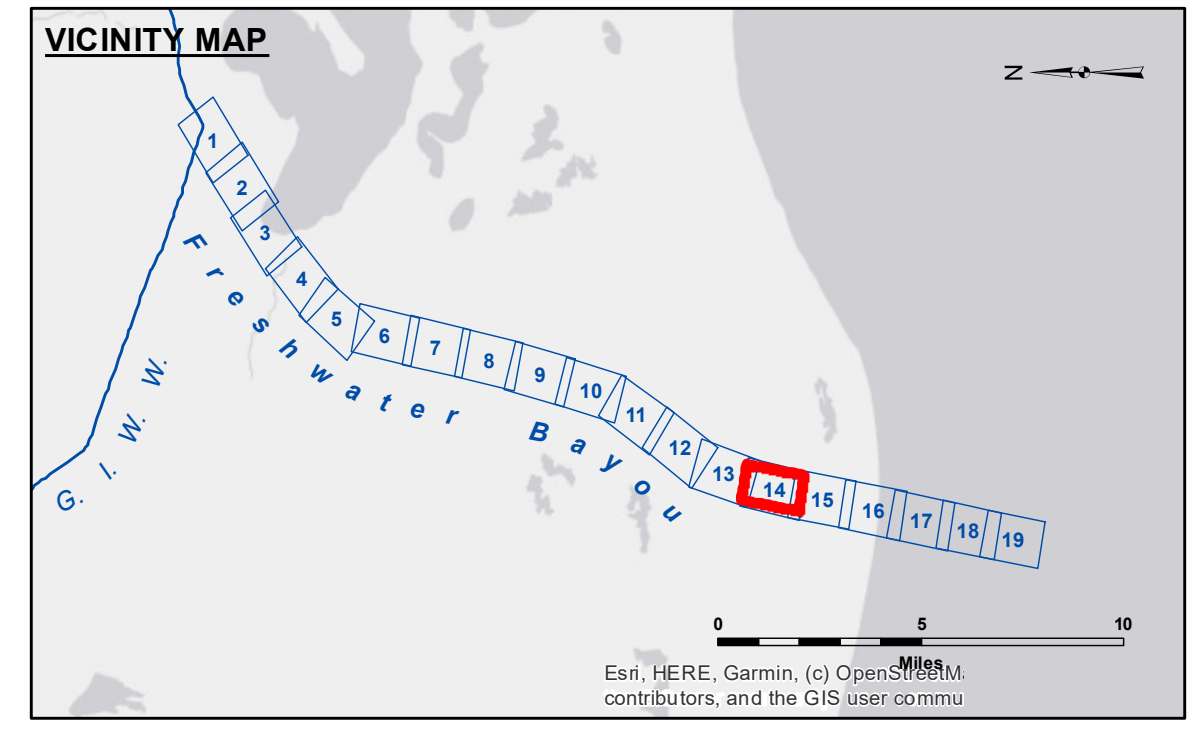 VICINITY MAP
N
1
2
3
4
5
6
7
8
9
10
11
12
13
14
15
16
17
18
19
Freshwater Bayou
G. I. W. W.
0 5 10
Miles
Esri, HERE, Garmin, (c) OpenStreetM
contributors, and the GIS user commu